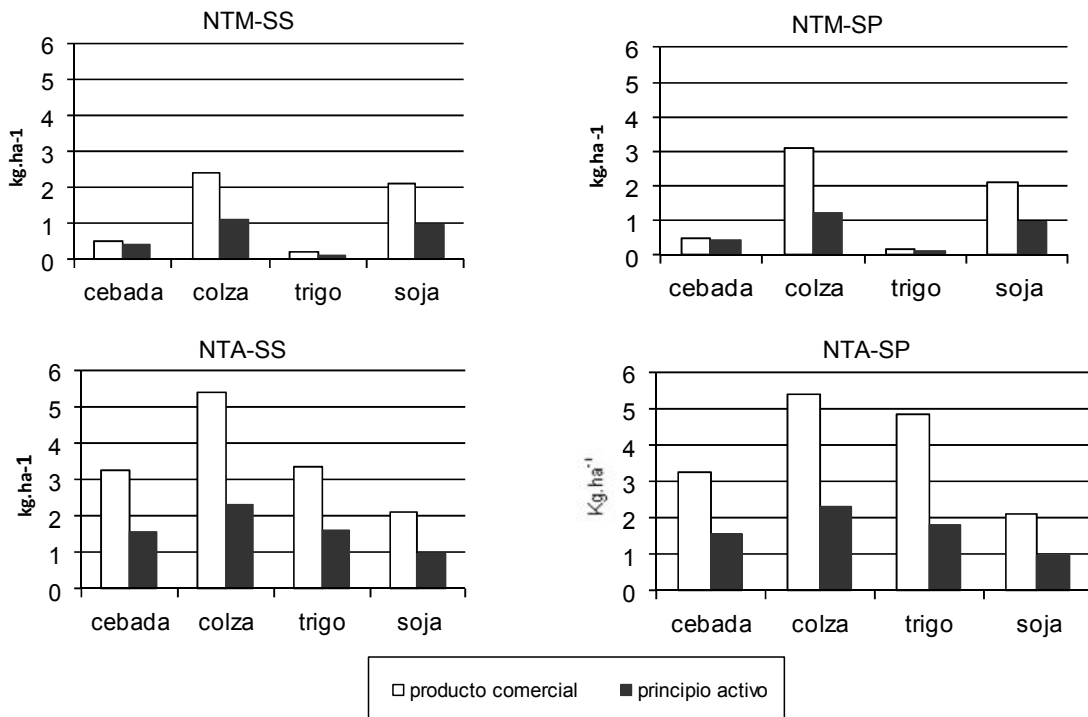 NTM-SS
6
5
4
3
2
1
0
kg.ha-1
cebada colza trigo soja
NTM-SP
6
5
4
3
2
1
0
kg.ha-1
cebada colza trigo soja
NTA-SS
6
5
4
3
2
1
0
kg.ha-1
cebada colza trigo soja
NTA-SP
6
5
4
3
2
1
0
Kg.ha⁻¹
cebada colza trigo soja
producto comercial principio activo